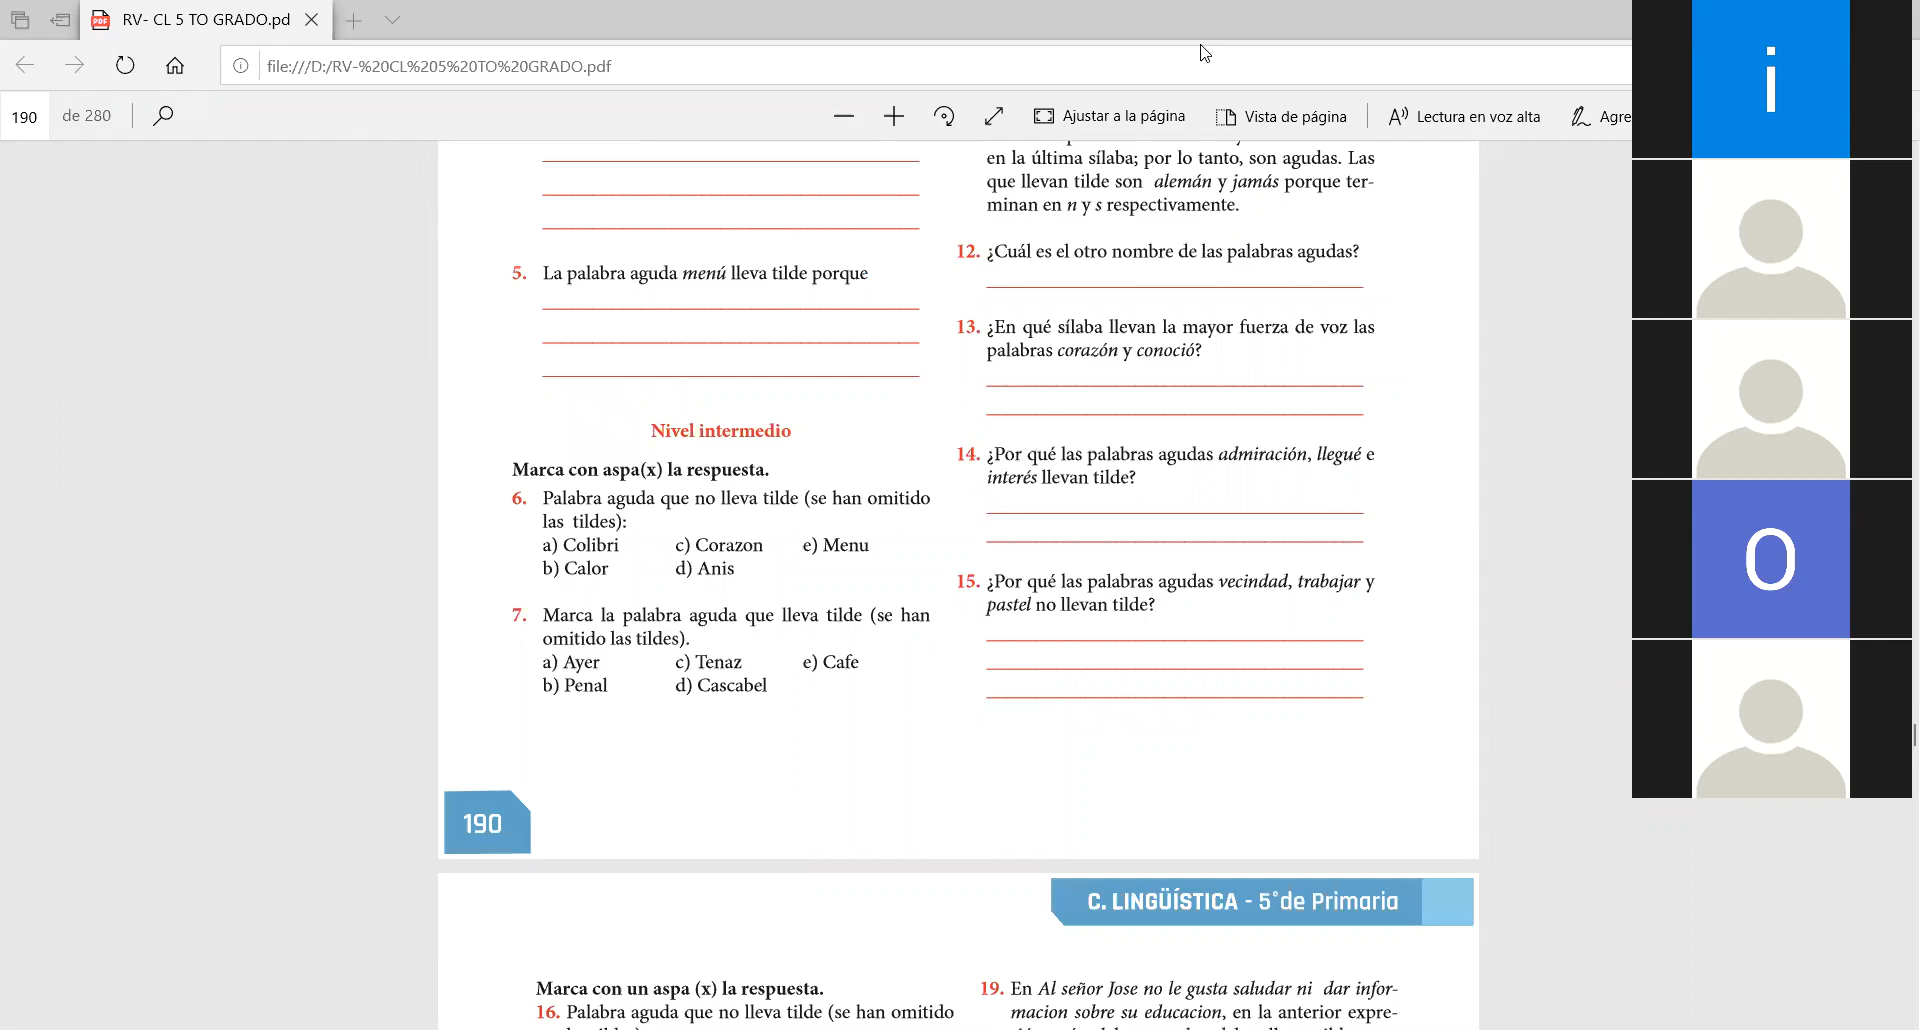 RV- CL 5 TO GRADO.pd
file:///D:/RV-%20CL%205%20TO%20GRADO.pdf
190 de 280
Ajustar a la página
Vista de página
Lectura en voz alta
Agre
i
O
5. La palabra aguda menú lleva tilde porque
Nivel intermedio
Marca con aspa(x) la respuesta.
6. Palabra aguda que no lleva tilde (se han omitido
las tildes):
a) Colibri c) Corazon e) Menu
b) Calor d) Anis
7. Marca la palabra aguda que lleva tilde (se han
omitido las tildes).
a) Ayer c) Tenaz e) Cafe
b) Penal d) Cascabel
en la última sílaba; por lo tanto, son agudas. Las
que llevan tilde son alemán y jamás porque ter-
minan en n y s respectivamente.
12. ¿Cuál es el otro nombre de las palabras agudas?
13. ¿En qué sílaba llevan la mayor fuerza de voz las
palabras corazón y conoció?
14. ¿Por qué las palabras agudas admiración, llegué e
interés llevan tilde?
15. ¿Por qué las palabras agudas vecindad, trabajar y
pastel no llevan tilde?
190
C. LINGÜÍSTICA - 5° de Primaria
Marca con un aspa (x) la respuesta.
16. Palabra aguda que no lleva tilde (se han omitido
19. En Al señor Jose no le gusta saludar ni dar infor-
macion sobre su educacion, en la anterior expre-